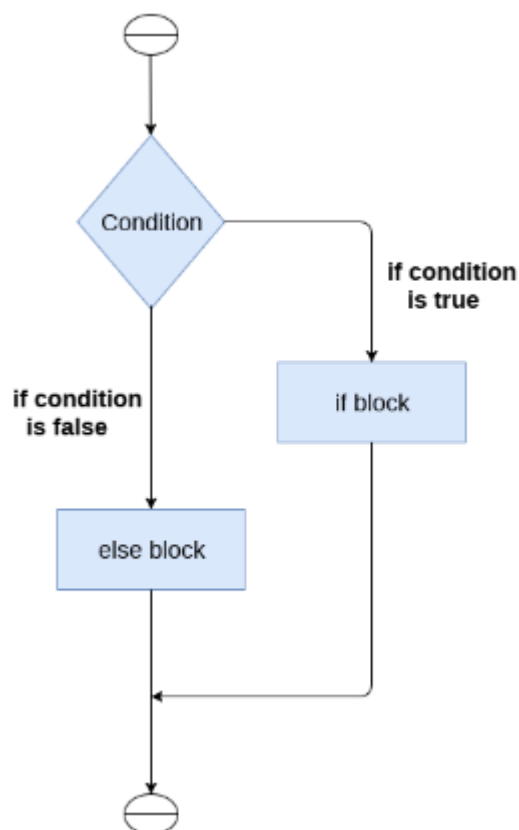 Condition
if condition
is true
if block
if condition
is false
else block